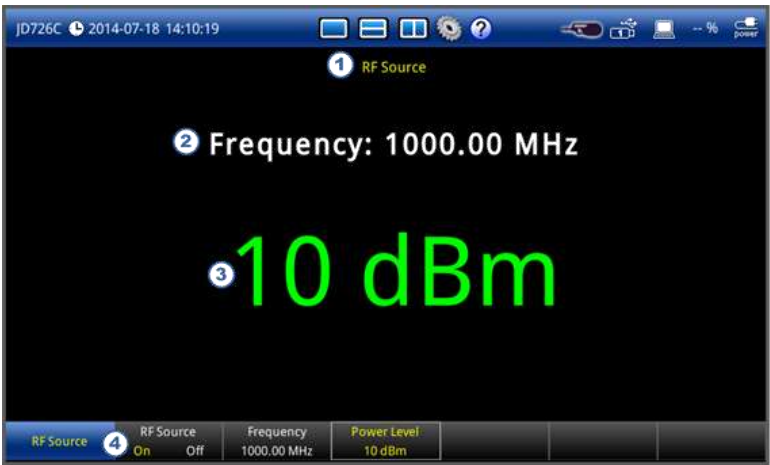 JD726C 2014-07-18 14:10:19 ? -- % power
1 RF Source
2 Frequency: 1000.00 MHz
3 10 dBm
RF Source 4 RF Source Frequency Power Level
On Off 1000.00 MHz 10 dBm